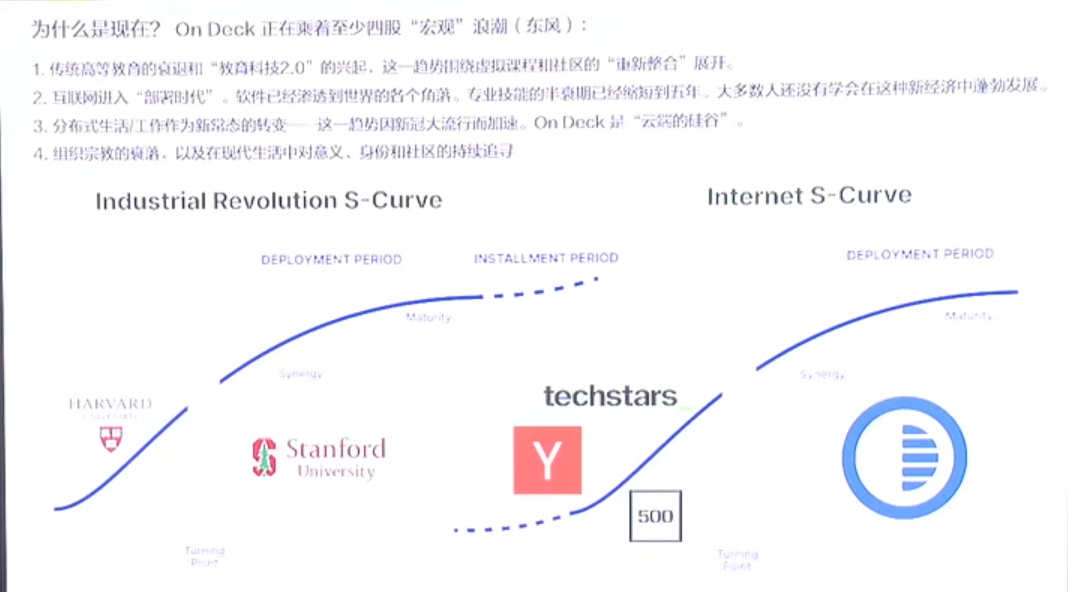 为什么是现在？ On Deck 正在乘着至少四股“宏观”浪潮（东风）：
1. 传统高等教育的衰退和“教育科技2.0”的兴起，这一趋势围绕虚拟课程和社区的“重新整合”展开。
2. 互联网进入“部署时代”。软件已经渗透到世界的各个角落。专业技能的半衰期已经缩短到五年。大多数人还没有学会在这种新经济中蓬勃发展。
3. 分布式生活/工作作为新常态的转变——这一趋势因新冠大流行而加速。On Deck 是“云端的硅谷”。
4. 组织宗教的衰落，以及在现代生活中对意义、身份和社区的持续追寻
Industrial Revolution S-Curve
Internet S-Curve
DEPLOYMENT PERIOD
INSTALLMENT PERIOD
DEPLOYMENT PERIOD
Maturity
Maturity
Synergy
Synergy
HARVARD
UNIVERSITY
Stanford
University
techstars
Y
500
Turning
Point
Turning
Point